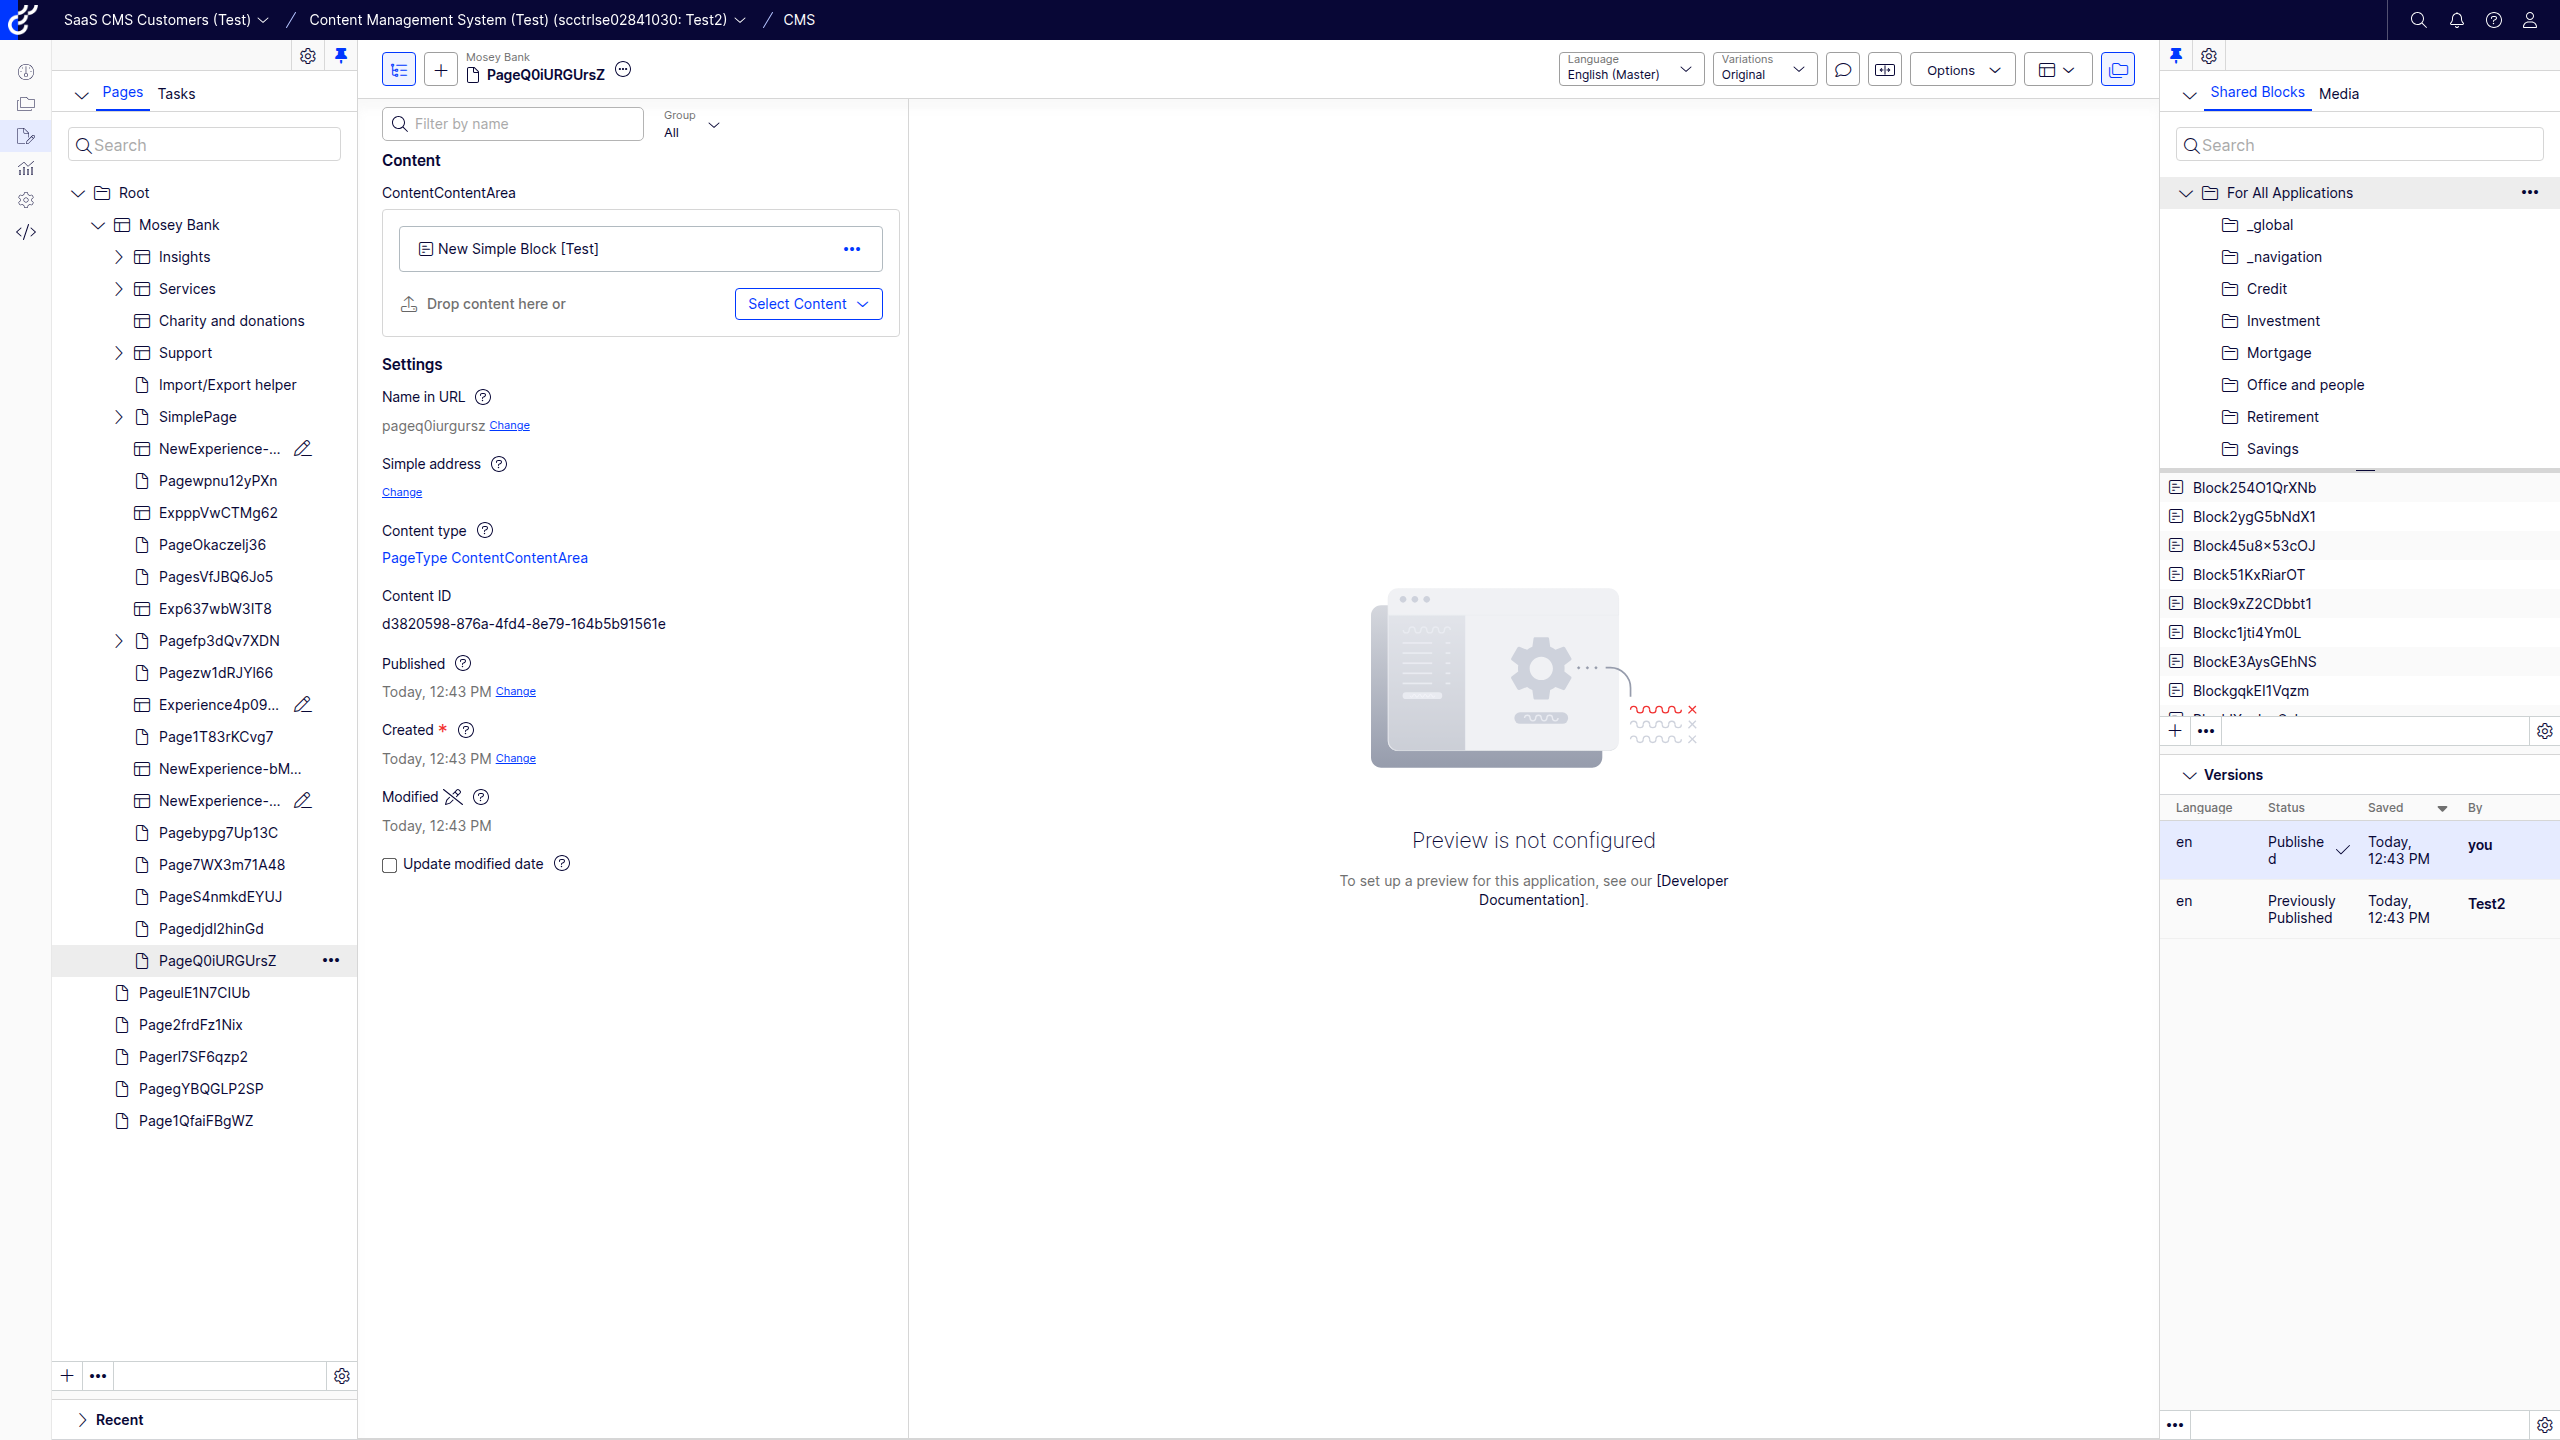 SaaS CMS Customers (Test)
Content Management System (Test) (scctrlse02841030: Test2)
CMS
Pages
Tasks
Search
Root
Mosey Bank
Insights
Services
Charity and donations
Support
Import/Export helper
SimplePage
NewExperience-...
Pagewpnu12yPXn
ExpppVwCTMg62
PageOkaczelj36
PagesVfJBQ6Jo5
Exp637wbW3IT8
Pagefp3dQv7XDN
Pagezw1dRJYl66
Experience4p09...
Page1T83rKCvg7
NewExperience-bM...
NewExperience-...
Pagebypg7Up13C
Page7WX3m71A48
PageS4nmkdEYUJ
Pagedjdl2hinGd
PageQ0iURGUrsZ
PageulE1N7CIUb
Page2frdFz1Nix
Pagerl7SF6qzp2
PagegYBQGLP2SP
Page1QfaiFBgWZ
Recent
Mosey Bank
PageQ0iURGUrsZ
Language
English (Master)
Variations
Original
Options
Filter by name
Group
All
Content
ContentContentArea
New Simple Block [Test]
Drop content here or
Select Content
Settings
Name in URL
pageq0iurgursz Change
Simple address
Change
Content type
PageType ContentContentArea
Content ID
d3820598-876a-4fd4-8e79-164b5b91561e
Published
Today, 12:43 PM Change
Created *
Today, 12:43 PM Change
Modified
Today, 12:43 PM
Update modified date
Preview is not configured
To set up a preview for this application, see our [Developer
Documentation].
Shared Blocks
Media
Search
For All Applications
_global
_navigation
Credit
Investment
Mortgage
Office and people
Retirement
Savings
Block254O1QrXNb
Block2ygG5bNdX1
Block45u8x53cOJ
Block51KxRiarOT
Block9xZ2CDbbt1
Blockc1jti4Ym0L
BlockE3AysGEhNS
BlockgqkEI1Vqzm
Versions
Language Status Saved By
en Publishe Today, you
d 12:43 PM
en Previously Today, Test2
Published 12:43 PM